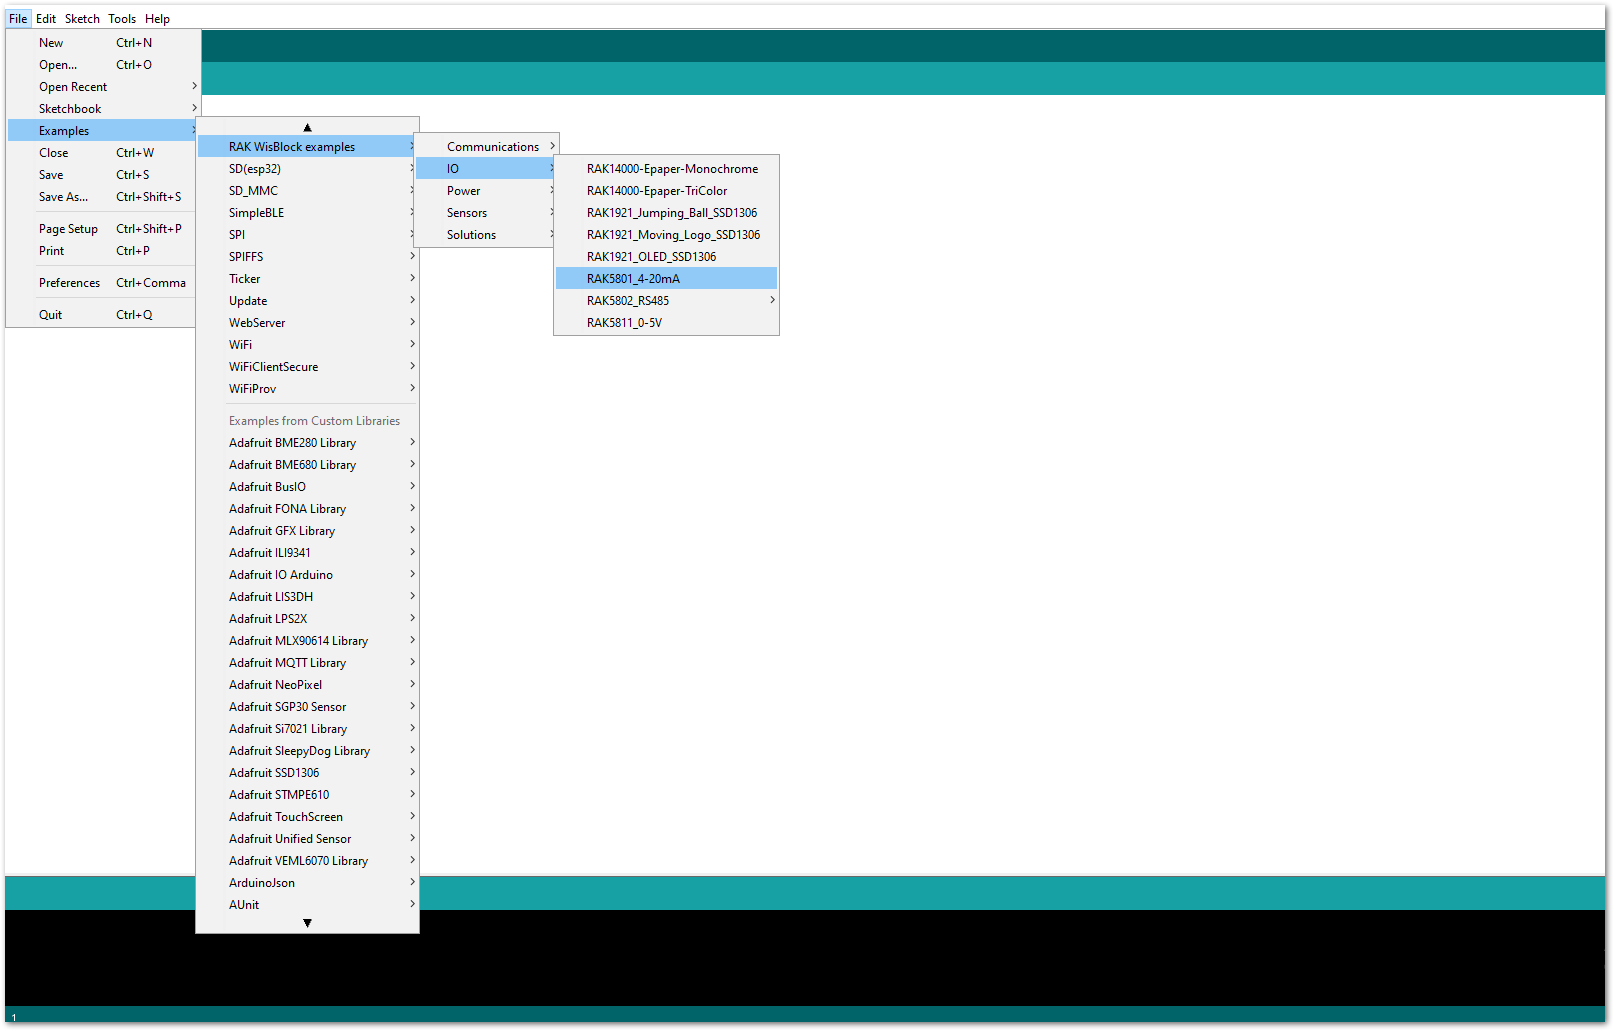 File Edit Sketch Tools Help
New Ctrl+N
Open... Ctrl+O
Open Recent
Sketchbook
Examples
Close Ctrl+W
Save Ctrl+S
Save As... Ctrl+Shift+S
Page Setup Ctrl+Shift+P
Print Ctrl+P
Preferences Ctrl+Comma
Quit Ctrl+Q
RAK WisBlock examples
SD(esp32)
SD_MMC
SimpleBLE
SPI
SPIFFS
Ticker
Update
WebServer
WiFi
WiFiClientSecure
WiFiProv
Examples from Custom Libraries
Adafruit BME280 Library
Adafruit BME680 Library
Adafruit BusIO
Adafruit FONA Library
Adafruit GFX Library
Adafruit ILI9341
Adafruit IO Arduino
Adafruit LIS3DH
Adafruit LPS2X
Adafruit MLX90614 Library
Adafruit MQTT Library
Adafruit NeoPixel
Adafruit SGP30 Sensor
Adafruit Si7021 Library
Adafruit SleepyDog Library
Adafruit SSD1306
Adafruit STMPE610
Adafruit TouchScreen
Adafruit Unified Sensor
Adafruit VEML6070 Library
ArduinoJson
AUnit
Communications
IO
Power
Sensors
Solutions
RAK14000-Epaper-Monochrome
RAK14000-Epaper-TriColor
RAK1921_Jumping_Ball_SSD1306
RAK1921_Moving_Logo_SSD1306
RAK1921_OLED_SSD1306
RAK5801_4-20mA
RAK5802_RS485
RAK5811_0-5V
1